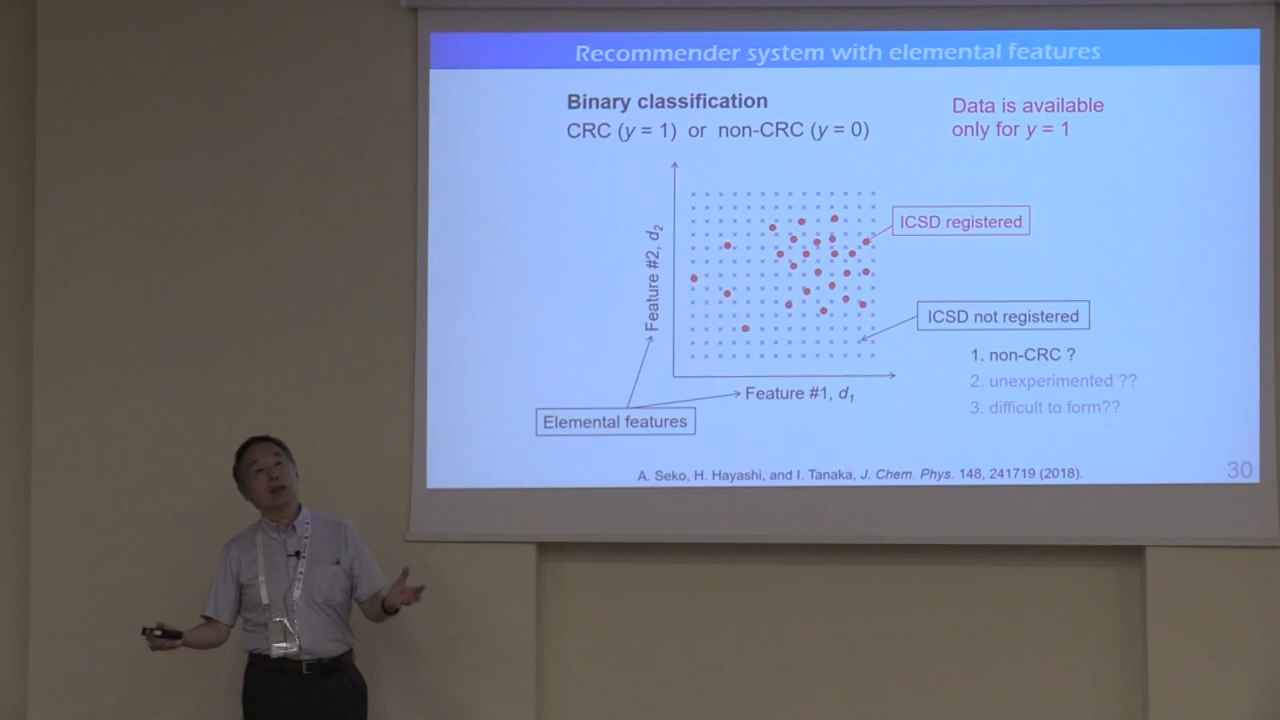 Recommender system with elemental features
Binary classification
CRC (y = 1) or non-CRC (y = 0)
Data is available
only for y = 1
ICSD registered
Feature #2, d2
ICSD not registered
1. non-CRC ?
2. unexperimented ??
3. difficult to form??
Feature #1, d1
Elemental features
A. Seko, H. Hayashi, and I. Tanaka, J. Chem. Phys. 148, 241719 (2018).
30